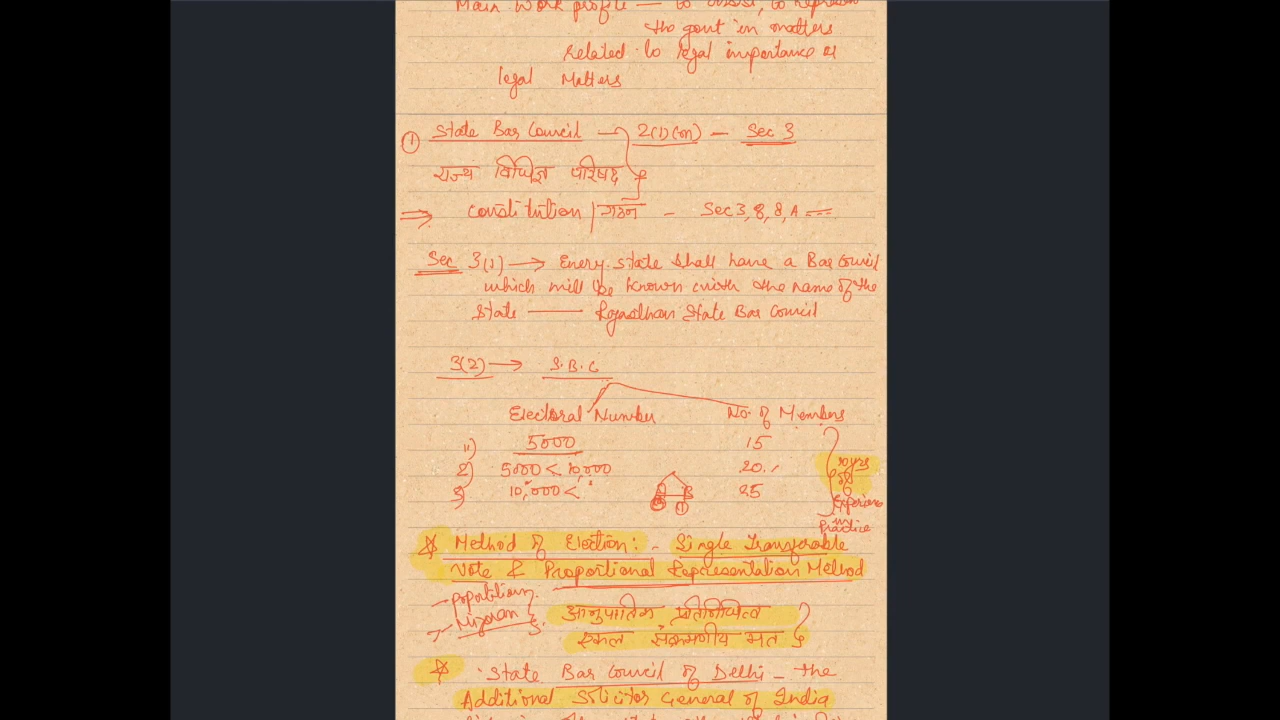 Main Work profile — to assist, to represent
the govt in matters
related to legal importance or
legal Matters
① State Bar Council — 2(1)(m) — Sec 3
राज्य विधिज्ञ परिषद
⇒ constitution | गठन — Sec 3, 8, 8, A
Sec 3(1) → Every state shall have a Bar Council
which will be known with the name of the
State —— Rajasthan State Bar Council
3(2) → S.B.C
Electoral Number No. of Members
1) 5000 15
2) 5000 < 10,000 20
3) 10,000 < 25
10 yrs
of
Experience
in
Practice
☆ Method of Election: - Single Transferable
Vote & Proportional Representation Method
आनुपातिक प्रतिनिधित्व
एकल संक्रमणीय मत
☆ State Bar Council of Delhi - the
Additional Solicitor General of India